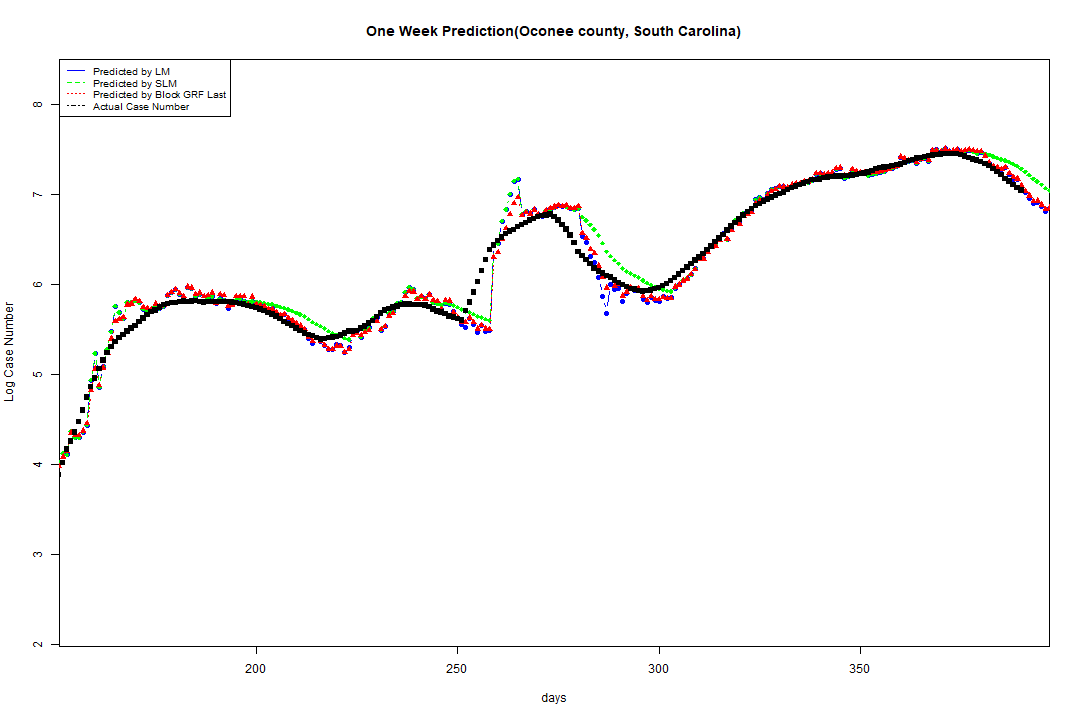 One Week Prediction(Oconee county, South Carolina)
Predicted by LM
Predicted by SLM
Predicted by Block GRF Last
Actual Case Number
8
7
6
5
4
3
2
Log Case Number
200 250 300 350
days